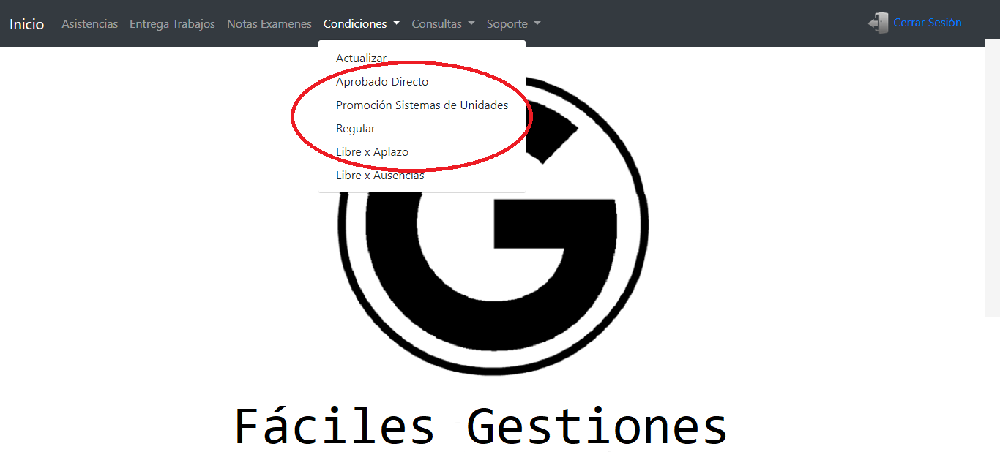 Inicio Asistencias Entrega Trabajos Notas Examenes Condiciones Consultas Soporte Cerrar Sesión
Actualizar
Aprobado Directo
Promoción Sistemas de Unidades
Regular
Libre x Aplazo
Libre x Ausencias
G
Fáciles Gestiones